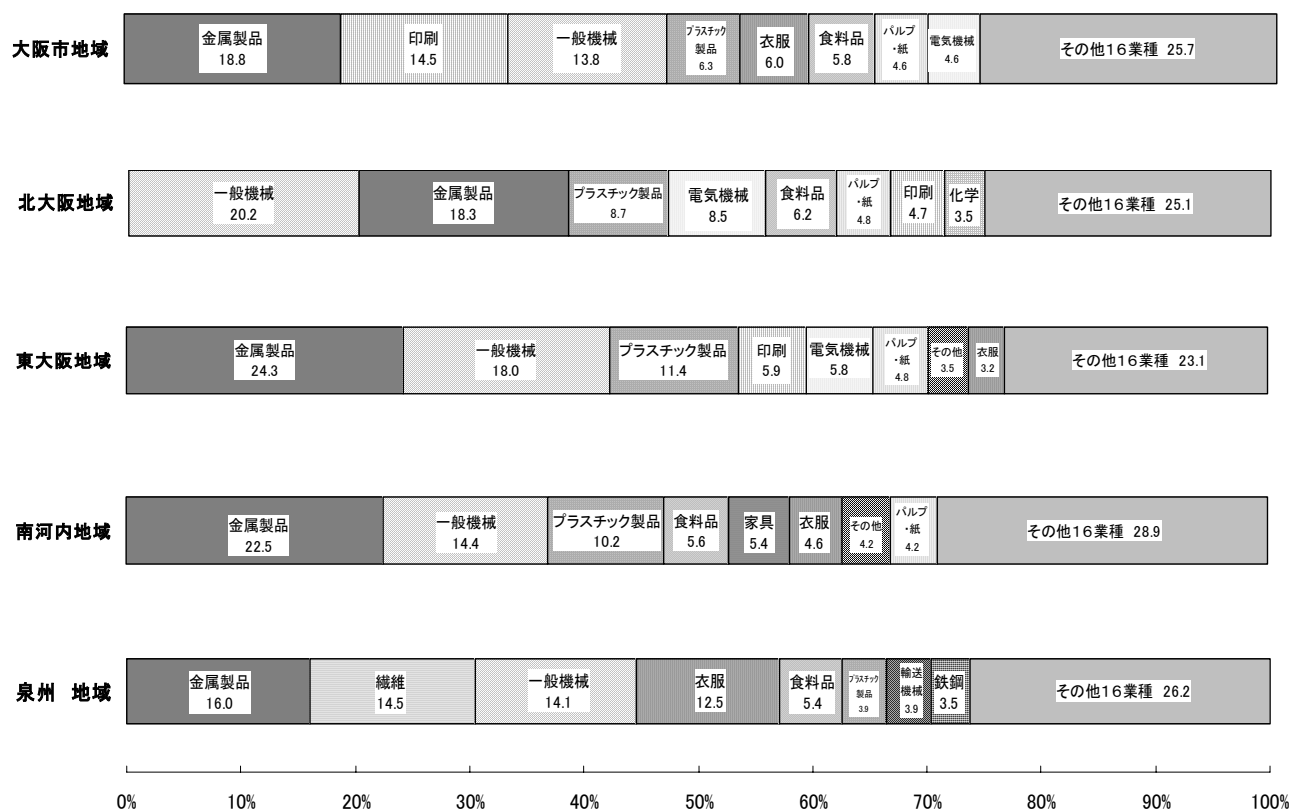 大阪市地域
金属製品
18.8
印刷
14.5
一般機械
13.8
プラスチック
製品
6.3
衣服
6.0
食料品
5.8
パルプ
・紙
4.6
電気機械
4.6
その他16業種 25.7
北大阪地域
一般機械
20.2
金属製品
18.3
プラスチック製品
8.7
電気機械
8.5
食料品
6.2
パルプ
・紙
4.8
印刷
4.7
化学
3.5
その他16業種 25.1
東大阪地域
金属製品
24.3
一般機械
18.0
プラスチック製品
11.4
印刷
5.9
電気機械
5.8
パルプ
・紙
4.8
その他
3.5
衣服
3.2
その他16業種 23.1
南河内地域
金属製品
22.5
一般機械
14.4
プラスチック製品
10.2
食料品
5.6
家具
5.4
衣服
4.6
その他
4.2
パルプ
・紙
4.2
その他16業種 28.9
泉州 地域
金属製品
16.0
繊維
14.5
一般機械
14.1
衣服
12.5
食料品
5.4
プラスチック
製品
3.9
輸送
機械
3.9
鉄鋼
3.5
その他16業種 26.2
0% 10% 20% 30% 40% 50% 60% 70% 80% 90% 100%